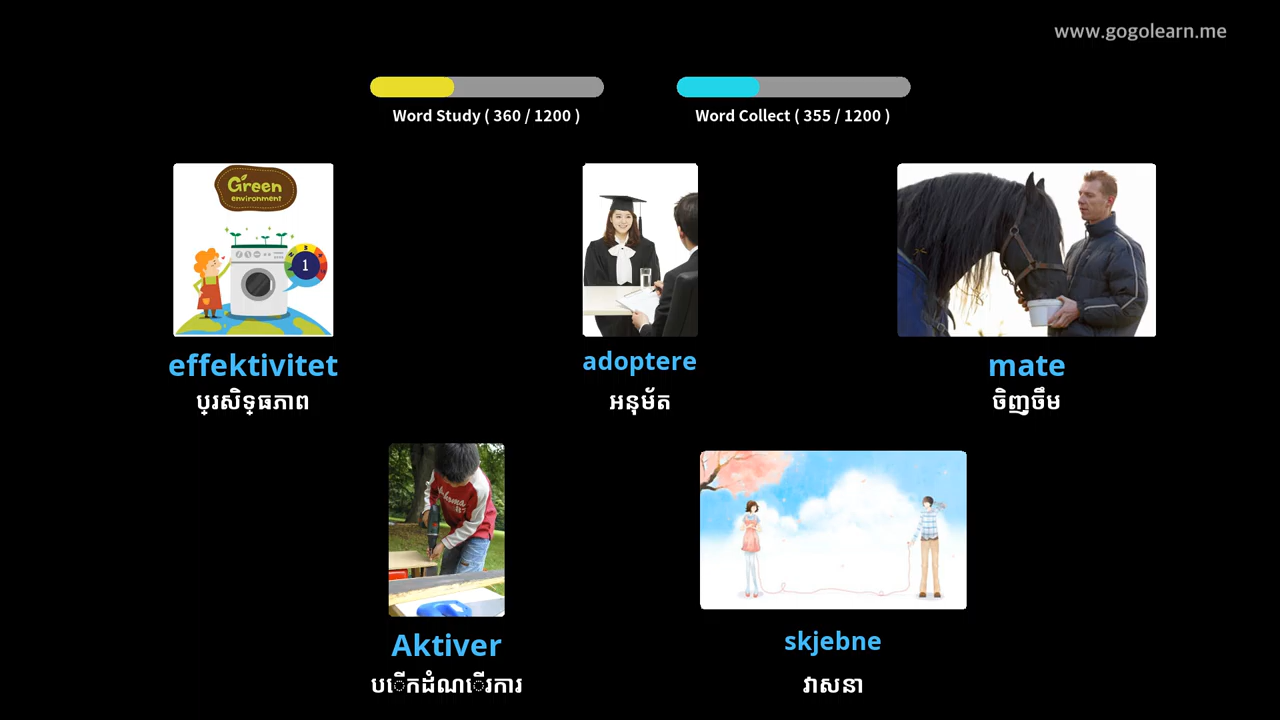 www.gogolearn.me
Word Study ( 360 / 1200 )
Word Collect ( 355 / 1200 )
Green
environment
1
effektivitet
ប្រសិទ្ធភាព
adoptere
អនុម័ត
mate
ចិញ្ចឹម
Aktiver
បើកដំណើរការ
skjebne
វាសនា